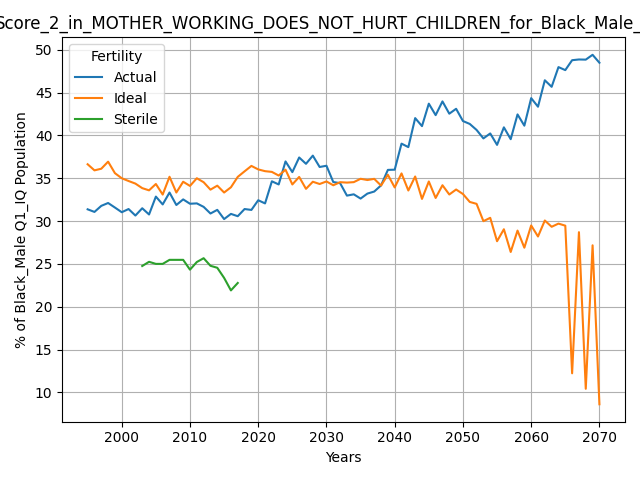 Score_2_in_MOTHER_WORKING_DOES_NOT_HURT_CHILDREN_for_Black_Male_
Fertility
Actual
Ideal
Sterile
% of Black_Male Q1_IQ Population
50
45
40
35
30
25
20
15
10
2000 2010 2020 2030 2040 2050 2060 2070
Years